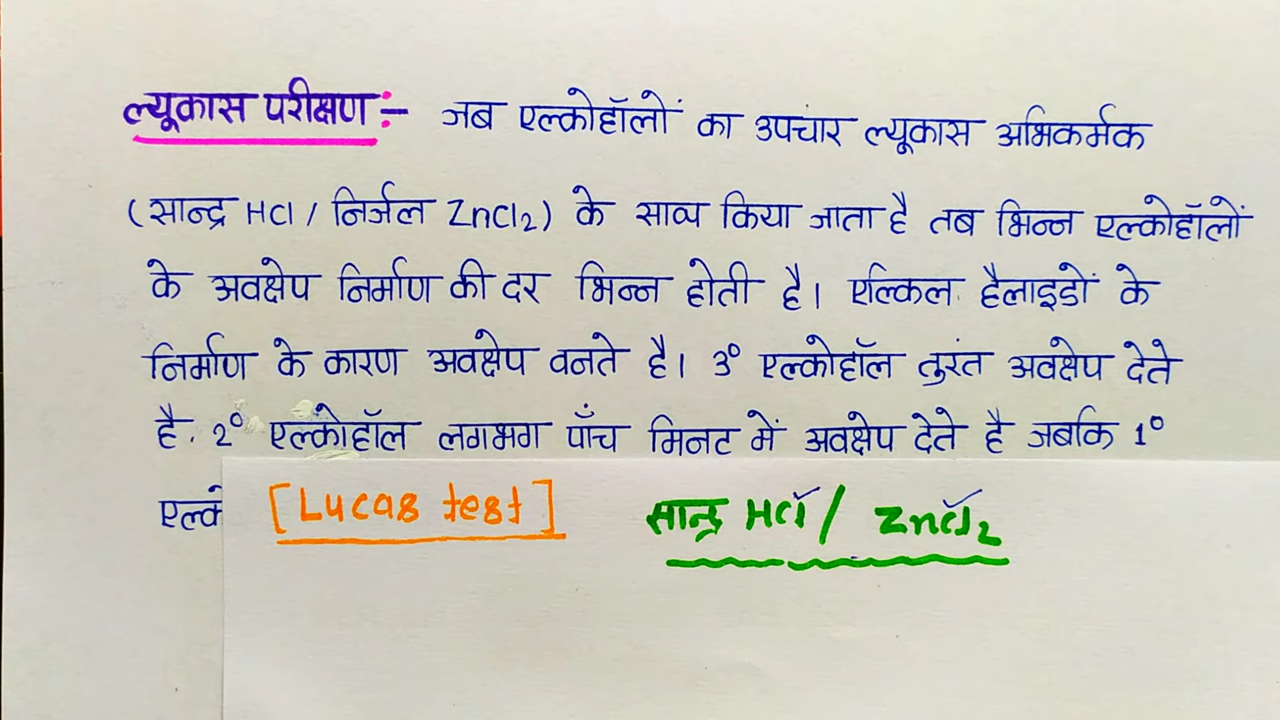 ल्यूकास परीक्षण :- जब एल्कोहॉलों का उपचार ल्यूकास अभिकर्मक
(सान्द्र HCl / निर्जल ZnCl₂) के साथ किया जाता है तब भिन्न एल्कोहॉलों
के अवक्षेप निर्माण की दर भिन्न होती है। एल्किल हैलाइडों के
निर्माण के कारण अवक्षेप बनते है। 3° एल्कोहॉल तुरंत अवक्षेप देते
है. 2° एल्कोहॉल लगभग पाँच मिनट में अवक्षेप देते है जबकि 1°
एल्को
[Lucas test] सान्द्र HCl / ZnCl₂